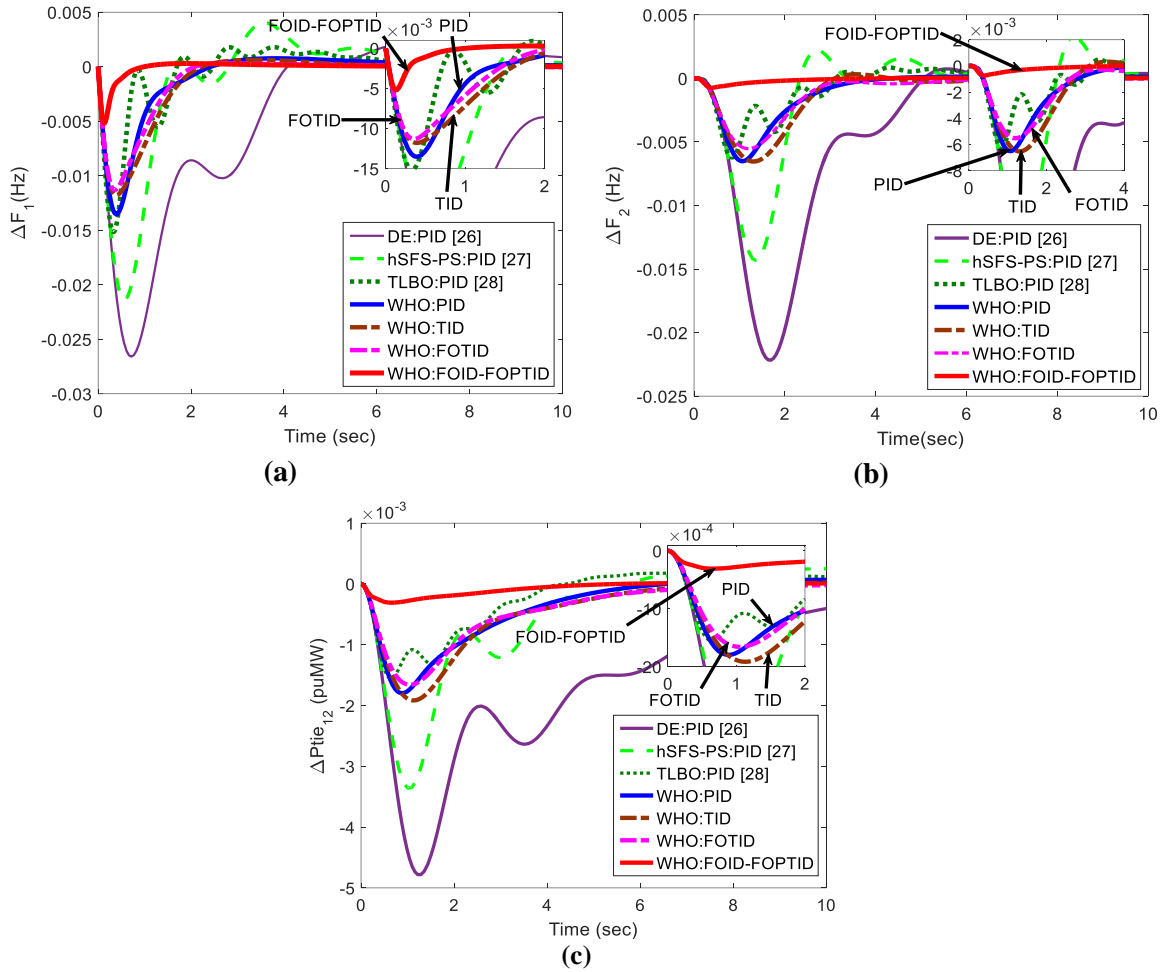 0.005
0
-0.005
-0.01
-0.015
-0.02
-0.025
-0.03
ΔF1(Hz)
0 2 4 6 8 10
Time (sec)
FOID-FOPTID
PID
×10-3
0
-5
-10
-15
0 1 2
FOTID
TID
DE:PID [26]
hSFS-PS:PID [27]
TLBO:PID [28]
WHO:PID
WHO:TID
WHO:FOTID
WHO:FOID-FOPTID
(a)
0.005
0
-0.005
-0.01
-0.015
-0.02
-0.025
ΔF2 (Hz)
0 2 4 6 8 10
Time(sec)
FOID-FOPTID
×10-3
2
0
-2
-4
-6
-8
0 2 4
PID
TID
FOTID
DE:PID [26]
hSFS-PS:PID [27]
TLBO:PID [28]
WHO:PID
WHO:TID
WHO:FOTID
WHO:FOID-FOPTID
(b)
×10-3
1
0
-1
-2
-3
-4
-5
ΔPtie12 (puMW)
0 2 4 6 8 10
Time (sec)
×10-4
0
-10
-20
0 1 2
PID
FOID-FOPTID
FOTID
TID
DE:PID [26]
hSFS-PS:PID [27]
TLBO:PID [28]
WHO:PID
WHO:TID
WHO:FOTID
WHO:FOID-FOPTID
(c)